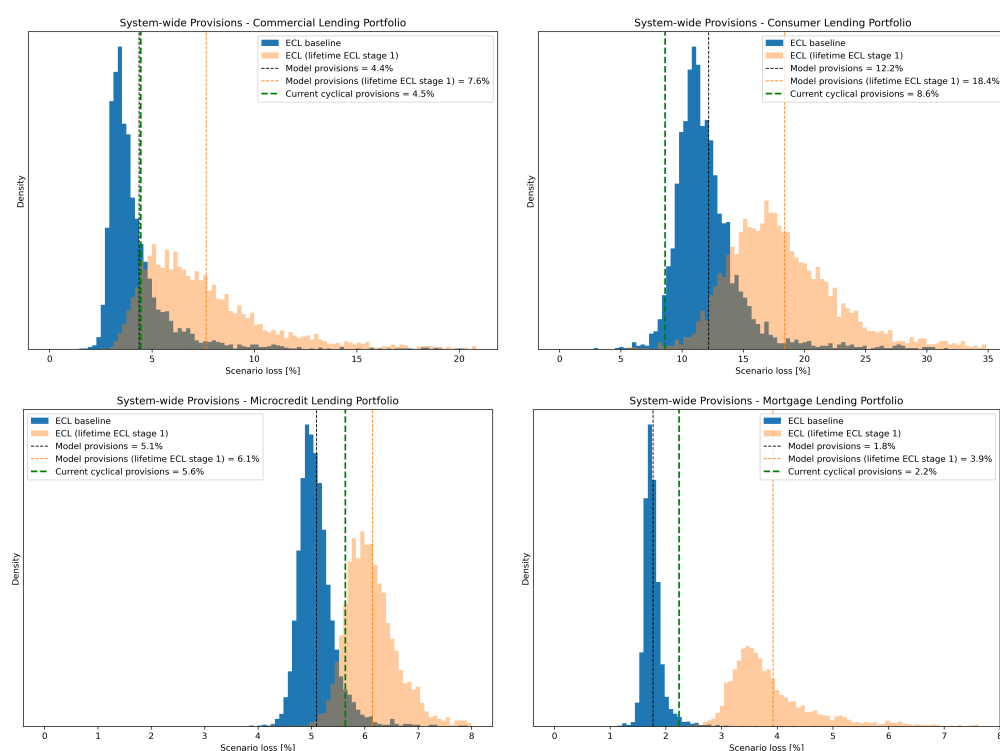 System-wide Provisions - Commercial Lending Portfolio
ECL baseline
ECL (lifetime ECL stage 1)
Model provisions = 4.4%
Model provisions (lifetime ECL stage 1) = 7.6%
Current cyclical provisions = 4.5%
Density
0 5 10 15 20
Scenario loss [%]
System-wide Provisions - Consumer Lending Portfolio
ECL baseline
ECL (lifetime ECL stage 1)
Model provisions = 12.2%
Model provisions (lifetime ECL stage 1) = 18.4%
Current cyclical provisions = 8.6%
Density
0 5 10 15 20 25 30 35
Scenario loss [%]
System-wide Provisions - Microcredit Lending Portfolio
ECL baseline
ECL (lifetime ECL stage 1)
Model provisions = 5.1%
Model provisions (lifetime ECL stage 1) = 6.1%
Current cyclical provisions = 5.6%
Density
0 1 2 3 4 5 6 7 8
Scenario loss [%]
System-wide Provisions - Mortgage Lending Portfolio
ECL baseline
ECL (lifetime ECL stage 1)
Model provisions = 1.8%
Model provisions (lifetime ECL stage 1) = 3.9%
Current cyclical provisions = 2.2%
Density
0 1 2 3 4 5 6 7 8
Scenario loss [%]